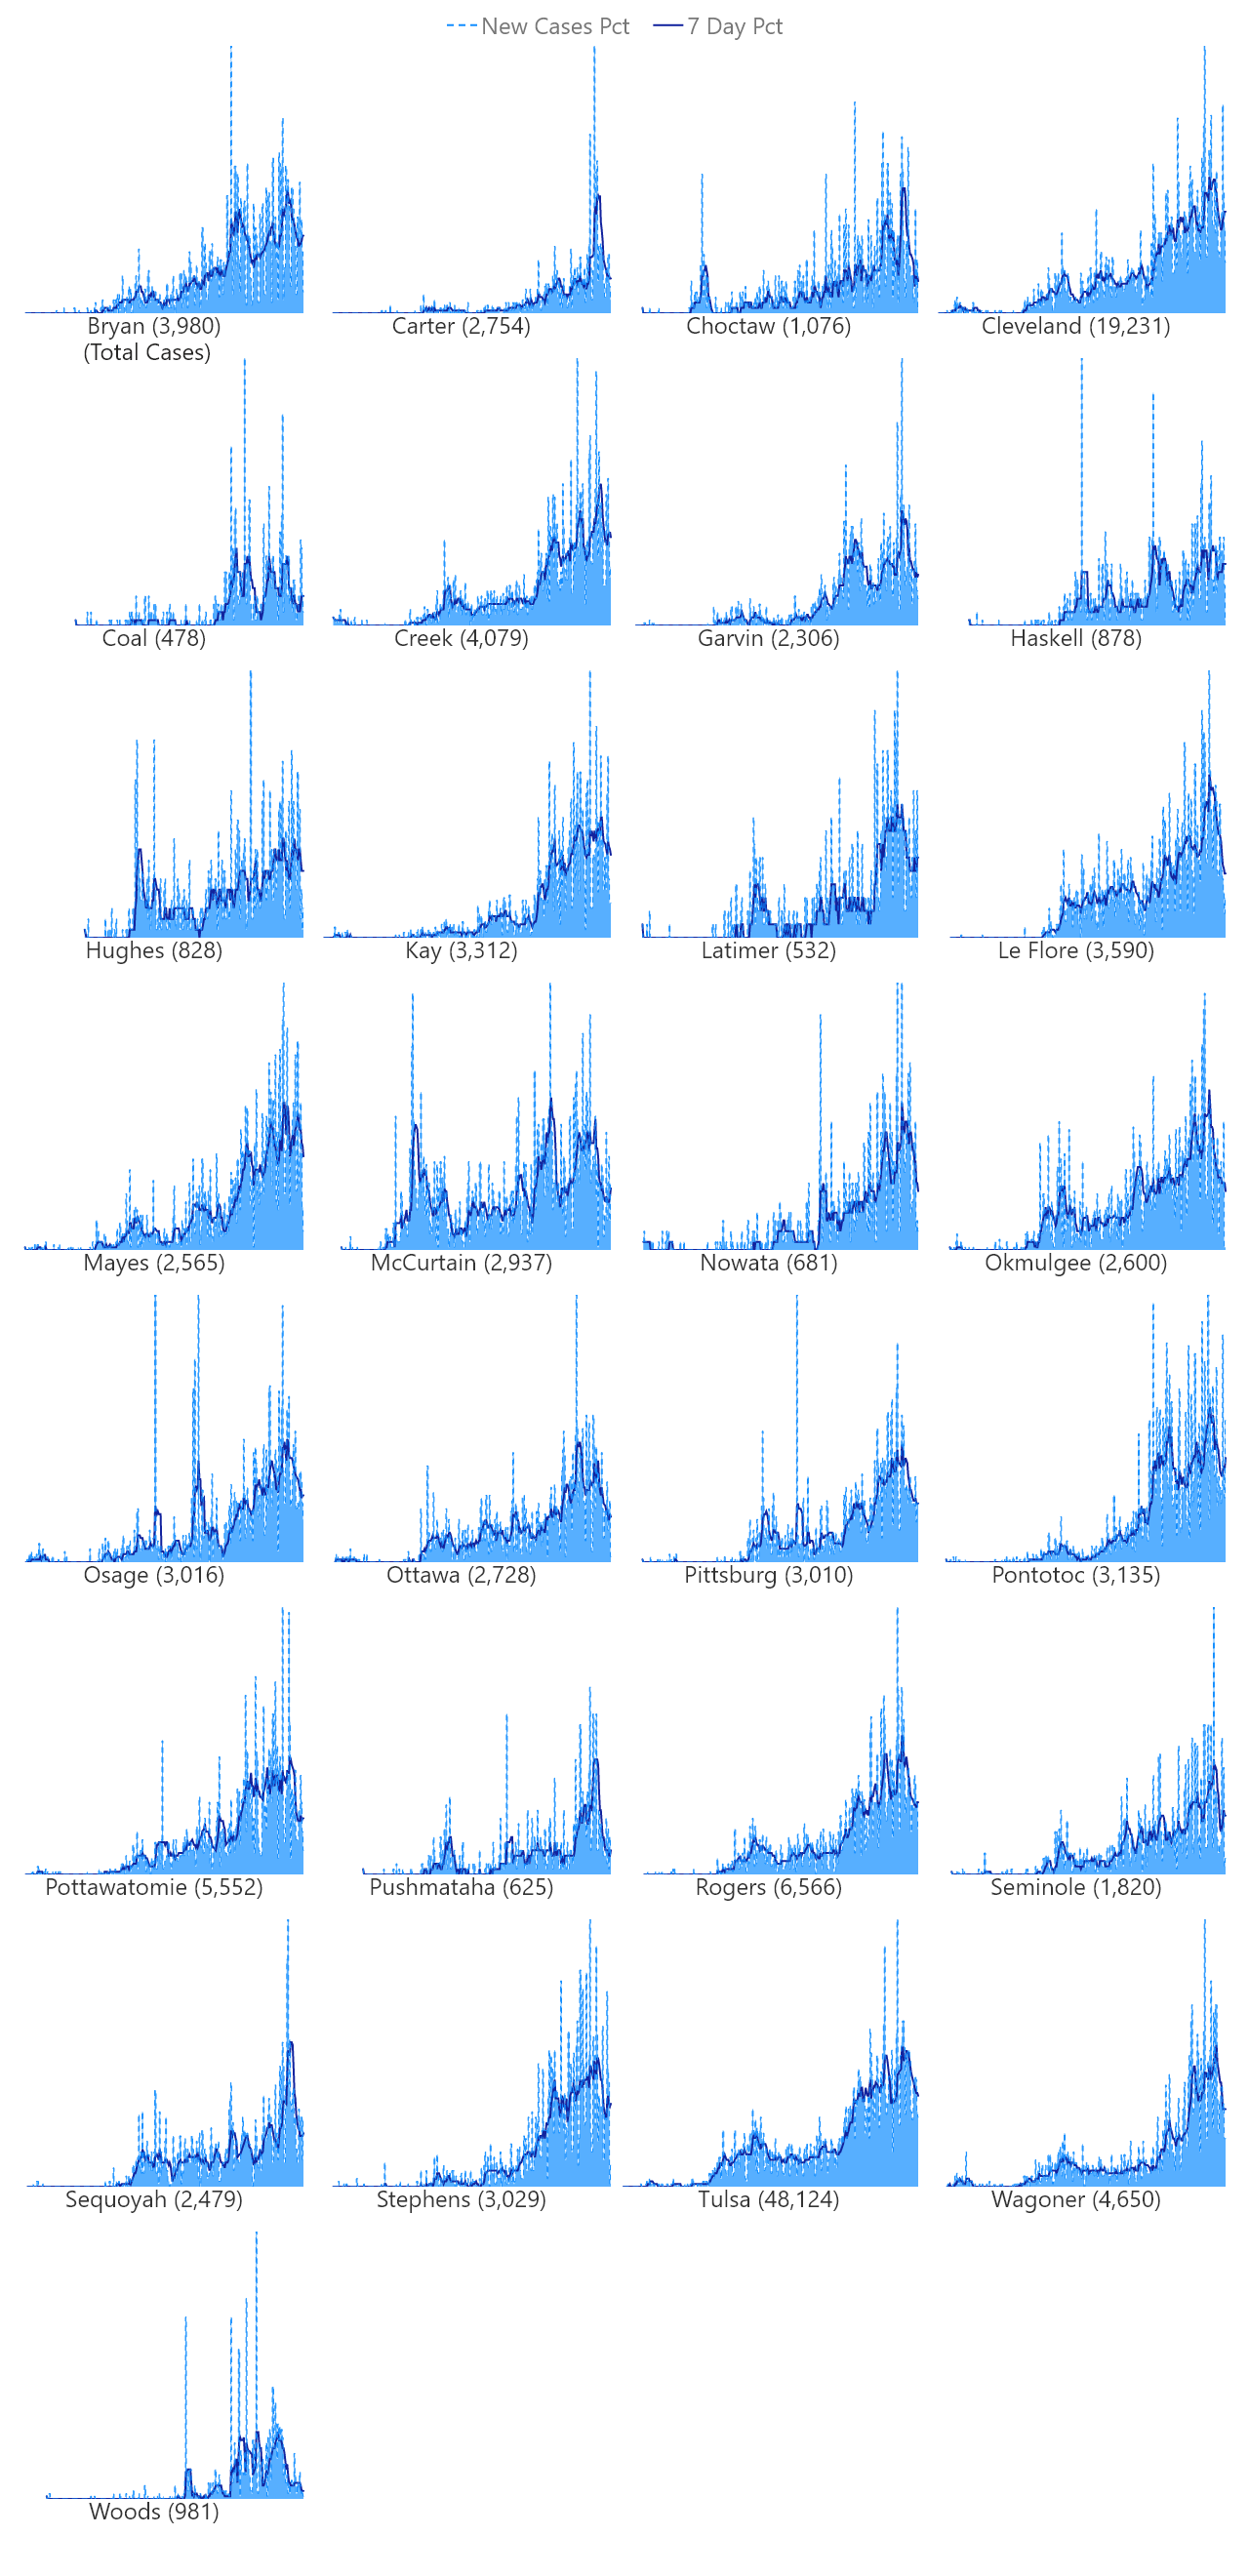 New Cases Pct 7 Day Pct
Bryan (3,980) Carter (2,754) Choctaw (1,076) Cleveland (19,231)
(Total Cases)
Coal (478) Creek (4,079) Garvin (2,306) Haskell (878)
Hughes (828) Kay (3,312) Latimer (532) Le Flore (3,590)
Mayes (2,565) McCurtain (2,937) Nowata (681) Okmulgee (2,600)
Osage (3,016) Ottawa (2,728) Pittsburg (3,010) Pontotoc (3,135)
Pottawatomie (5,552) Pushmataha (625) Rogers (6,566) Seminole (1,820)
Sequoyah (2,479) Stephens (3,029) Tulsa (48,124) Wagoner (4,650)
Woods (981)